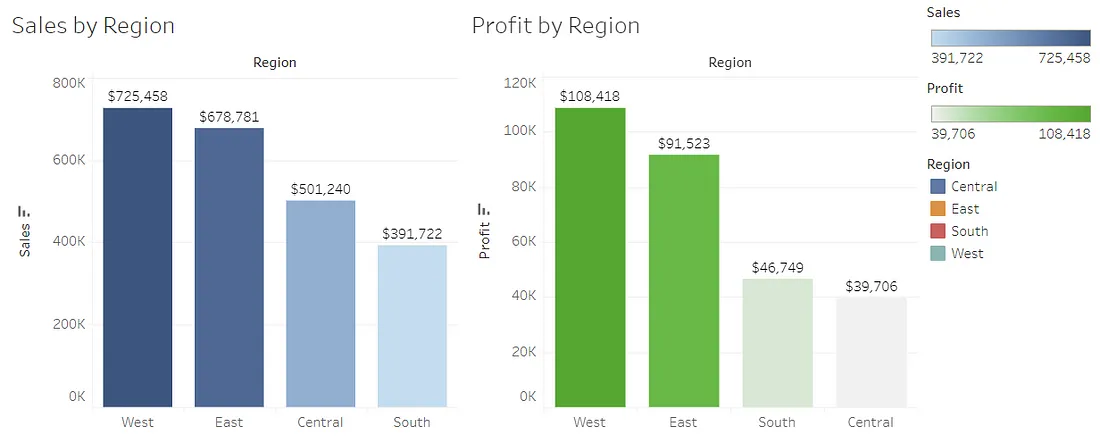 Sales by Region
Region
800K
600K
400K
200K
0K
Sales
$725,458
$678,781
$501,240
$391,722
West East Central South
Profit by Region
Region
120K
100K
80K
60K
40K
20K
0K
Profit
$108,418
$91,523
$46,749
$39,706
West East South Central
Sales
391,722 725,458
Profit
39,706 108,418
Region
Central
East
South
West